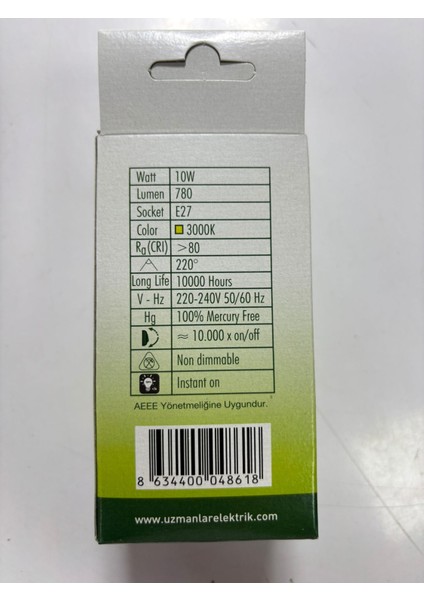 Watt 10W
Lumen 780
Socket E27
Color 3000K
Ra(CRI) >80
220°
Long Life 10000 Hours
V - Hz 220-240V 50/60 Hz
Hg 100% Mercury Free
≈ 10.000 x on/off
Non dimmable
Instant on
AEEE Yönetmeliğine Uygundur.
8 634400 048618
www.uzmanlarelektrik.com